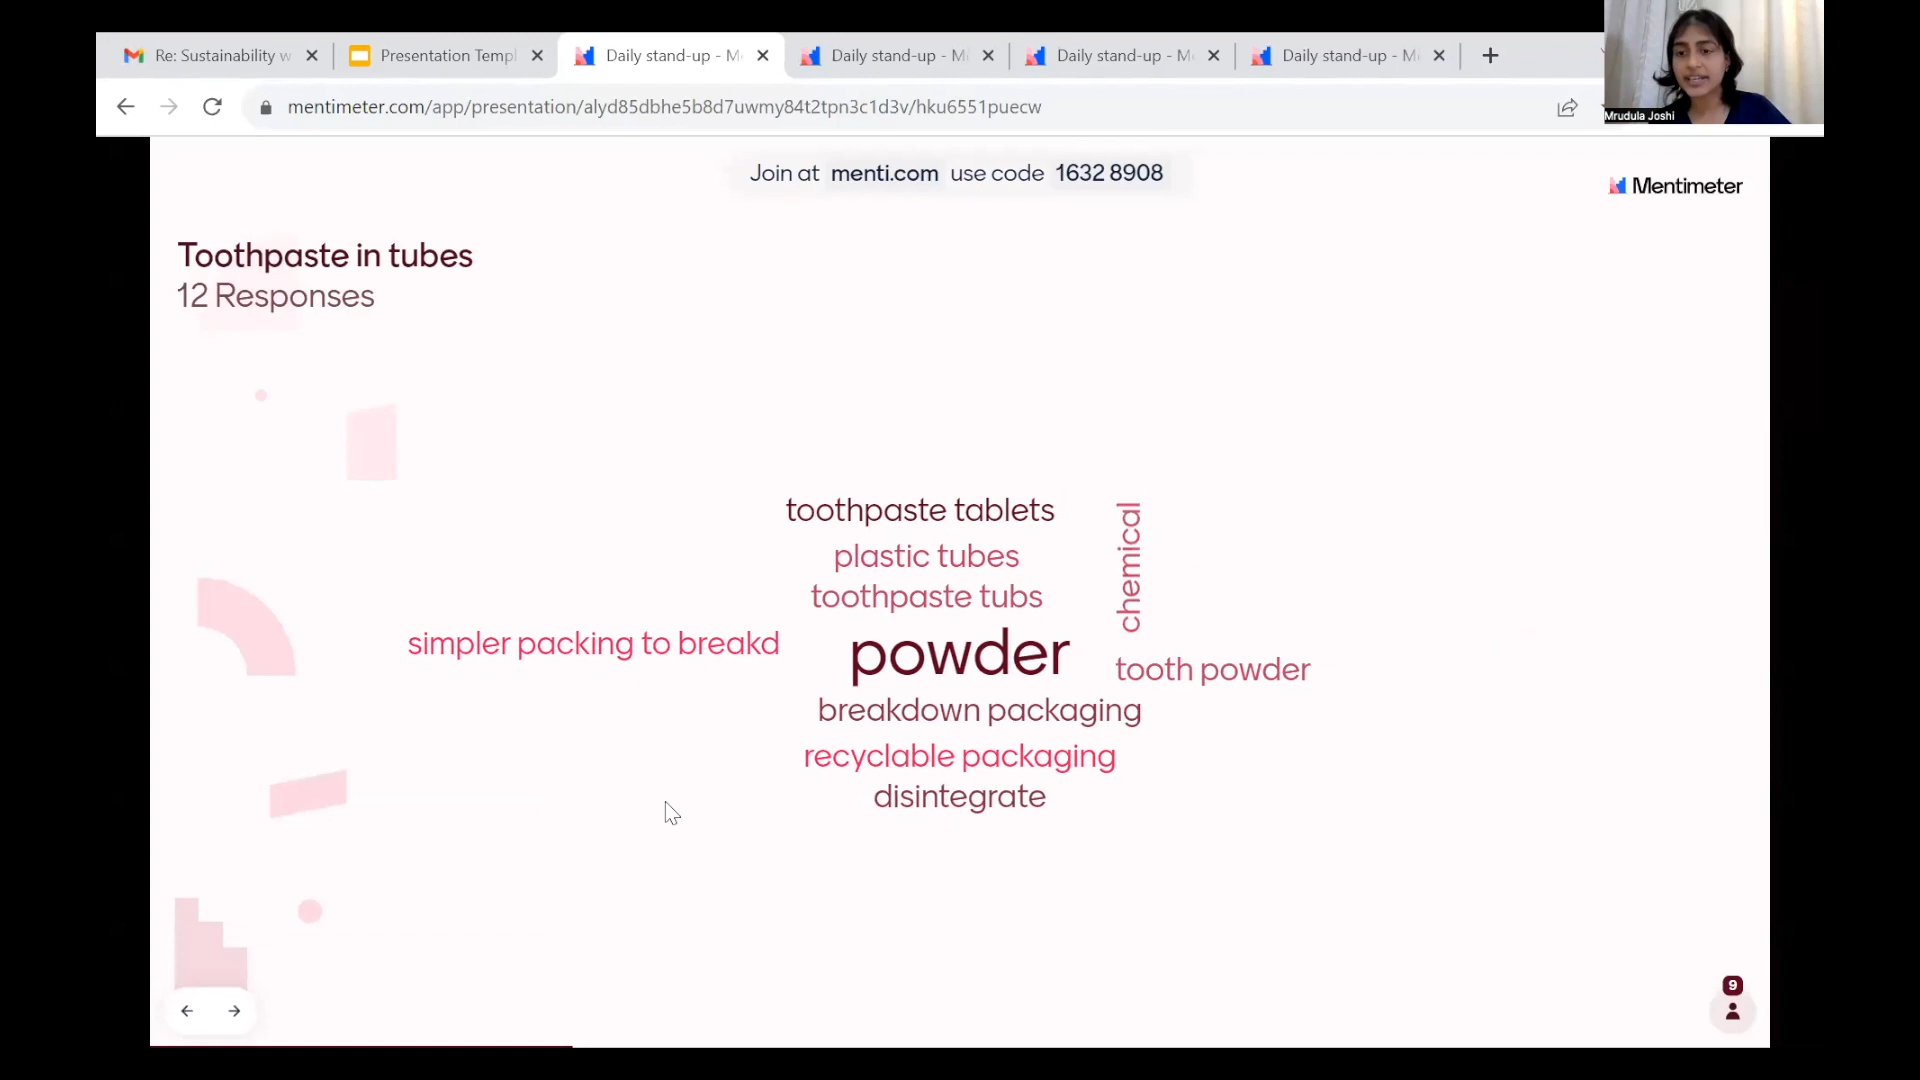 Re: Sustainability w
Presentation Templ
Daily stand-up - M
Daily stand-up - M
Daily stand-up - M
Daily stand-up - M
mentimeter.com/app/presentation/alyd85dbhe5b8d7uwmy84t2tpn3c1d3v/hku6551puecw
Mrudula Joshi
Join at menti.com use code 1632 8908
Mentimeter
Toothpaste in tubes
12 Responses
toothpaste tablets
chemical
plastic tubes
toothpaste tubs
simpler packing to breakd
powder
tooth powder
breakdown packaging
recyclable packaging
disintegrate
9